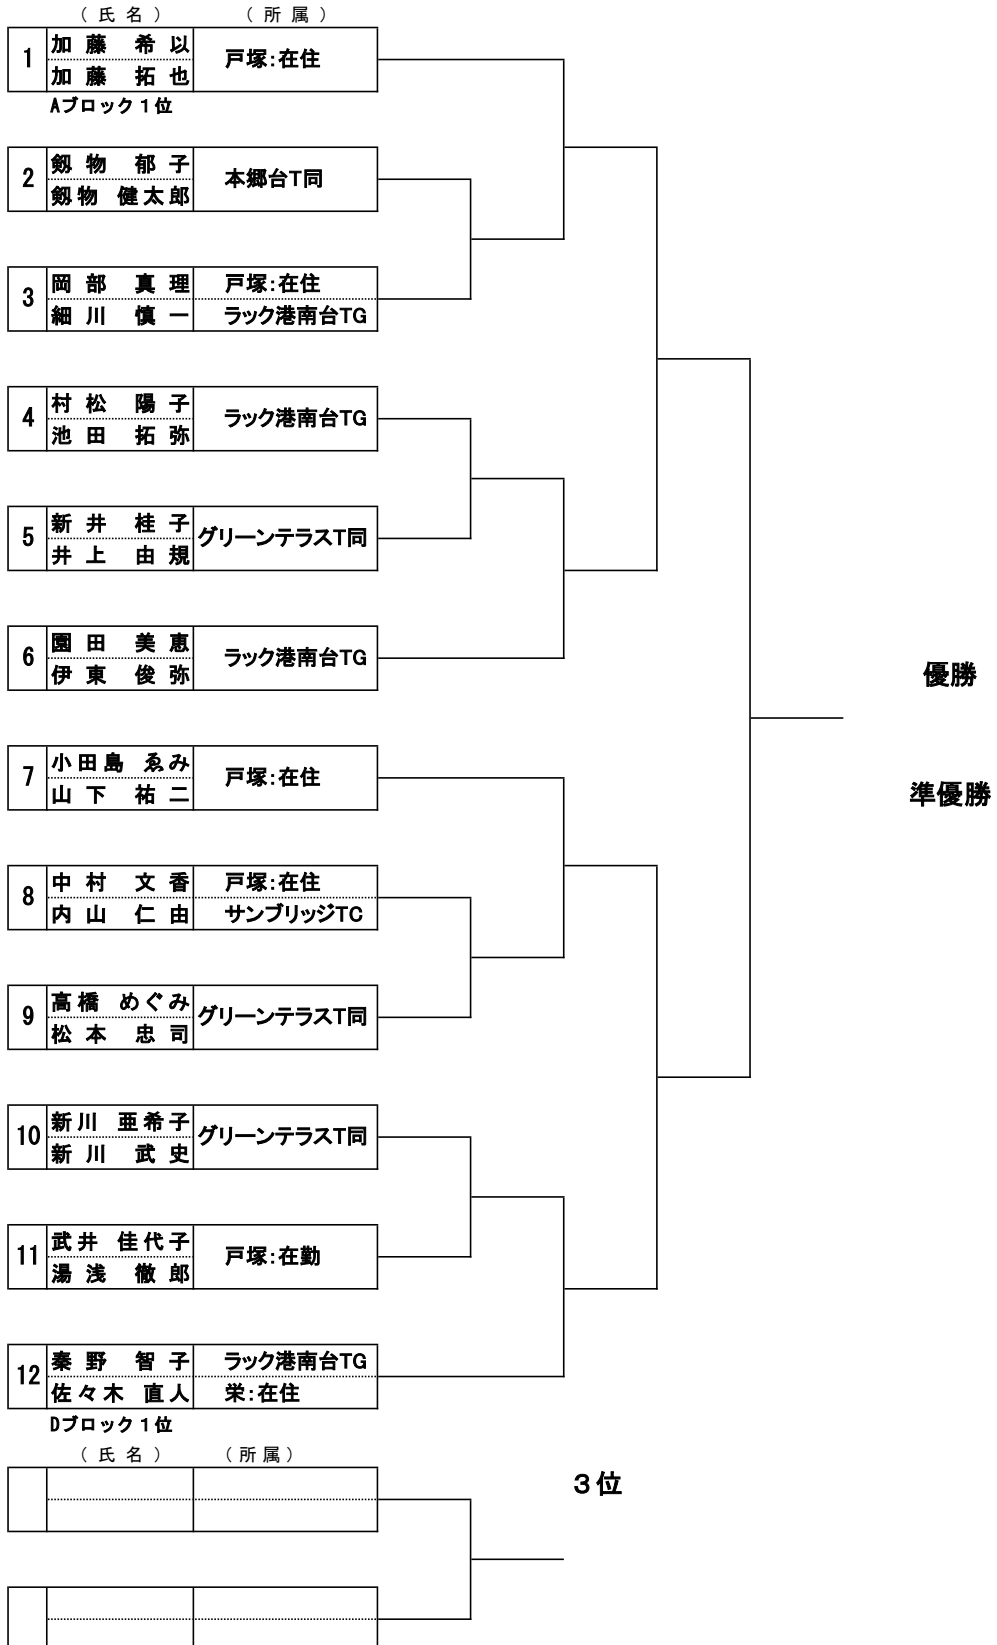 （ 氏 名 ） （ 所 属 ）
1 加藤 希以 戸塚：在住
加藤 拓也
Aブロック１位
2 剱物 郁子 本郷台T同
剱物 健太郎
3 岡部 真理 戸塚：在住
細川 慎一 ラック港南台TG
4 村松 陽子 ラック港南台TG
池田 拓弥
5 新井 桂子 グリーンテラスT同
井上 由規
6 園田 美恵 ラック港南台TG
伊東 俊弥
優勝
7 小田島 ゑみ 戸塚：在住
山下 祐二
準優勝
8 中村 文香 戸塚：在住
内山 仁由 サンブリッジTC
9 高橋 めぐみ グリーンテラスT同
松本 忠司
10 新川 亜希子 グリーンテラスT同
新川 武史
11 武井 佳代子 戸塚：在勤
湯浅 徹郎
12 秦野 智子 ラック港南台TG
佐々木 直人 栄：在住
Dブロック１位
（ 氏 名 ） （ 所 属 ）
３位